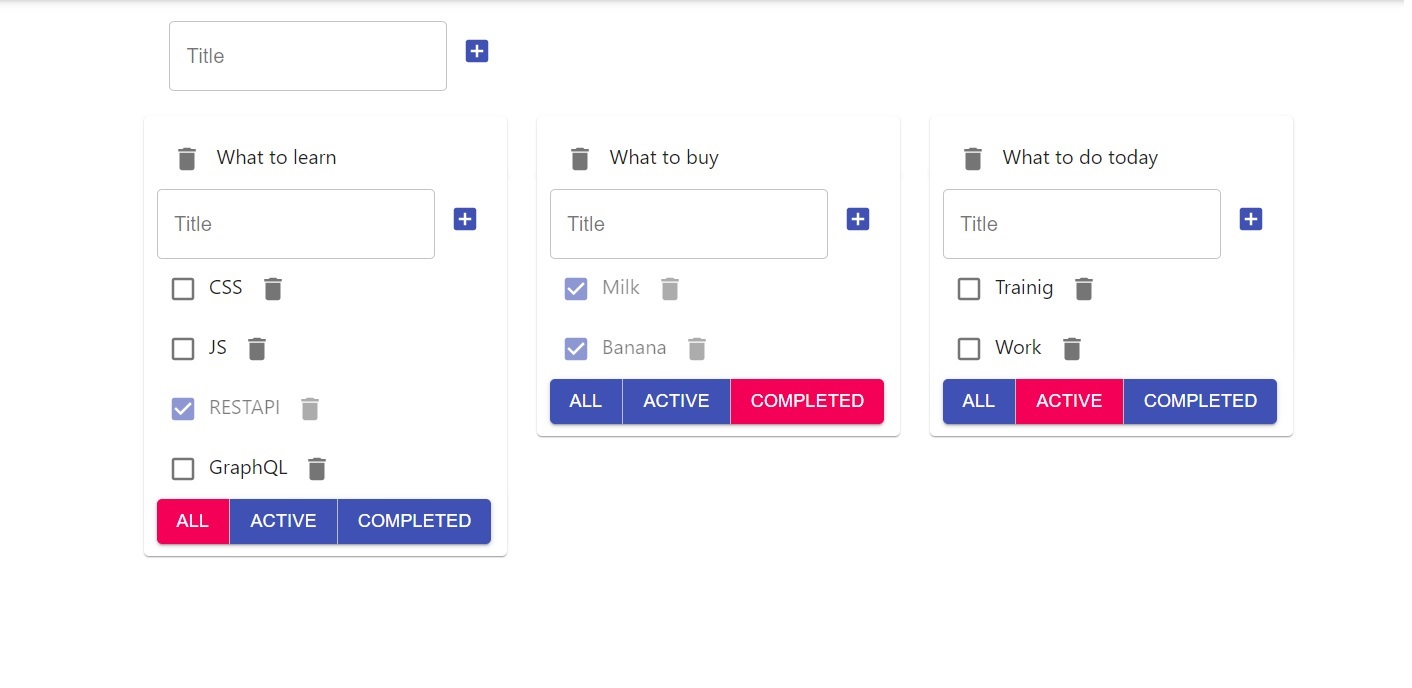 Title
What to learn
Title
CSS
JS
RESTAPI
GraphQL
ALL ACTIVE COMPLETED
What to buy
Title
Milk
Banana
ALL ACTIVE COMPLETED
What to do today
Title
Trainig
Work
ALL ACTIVE COMPLETED